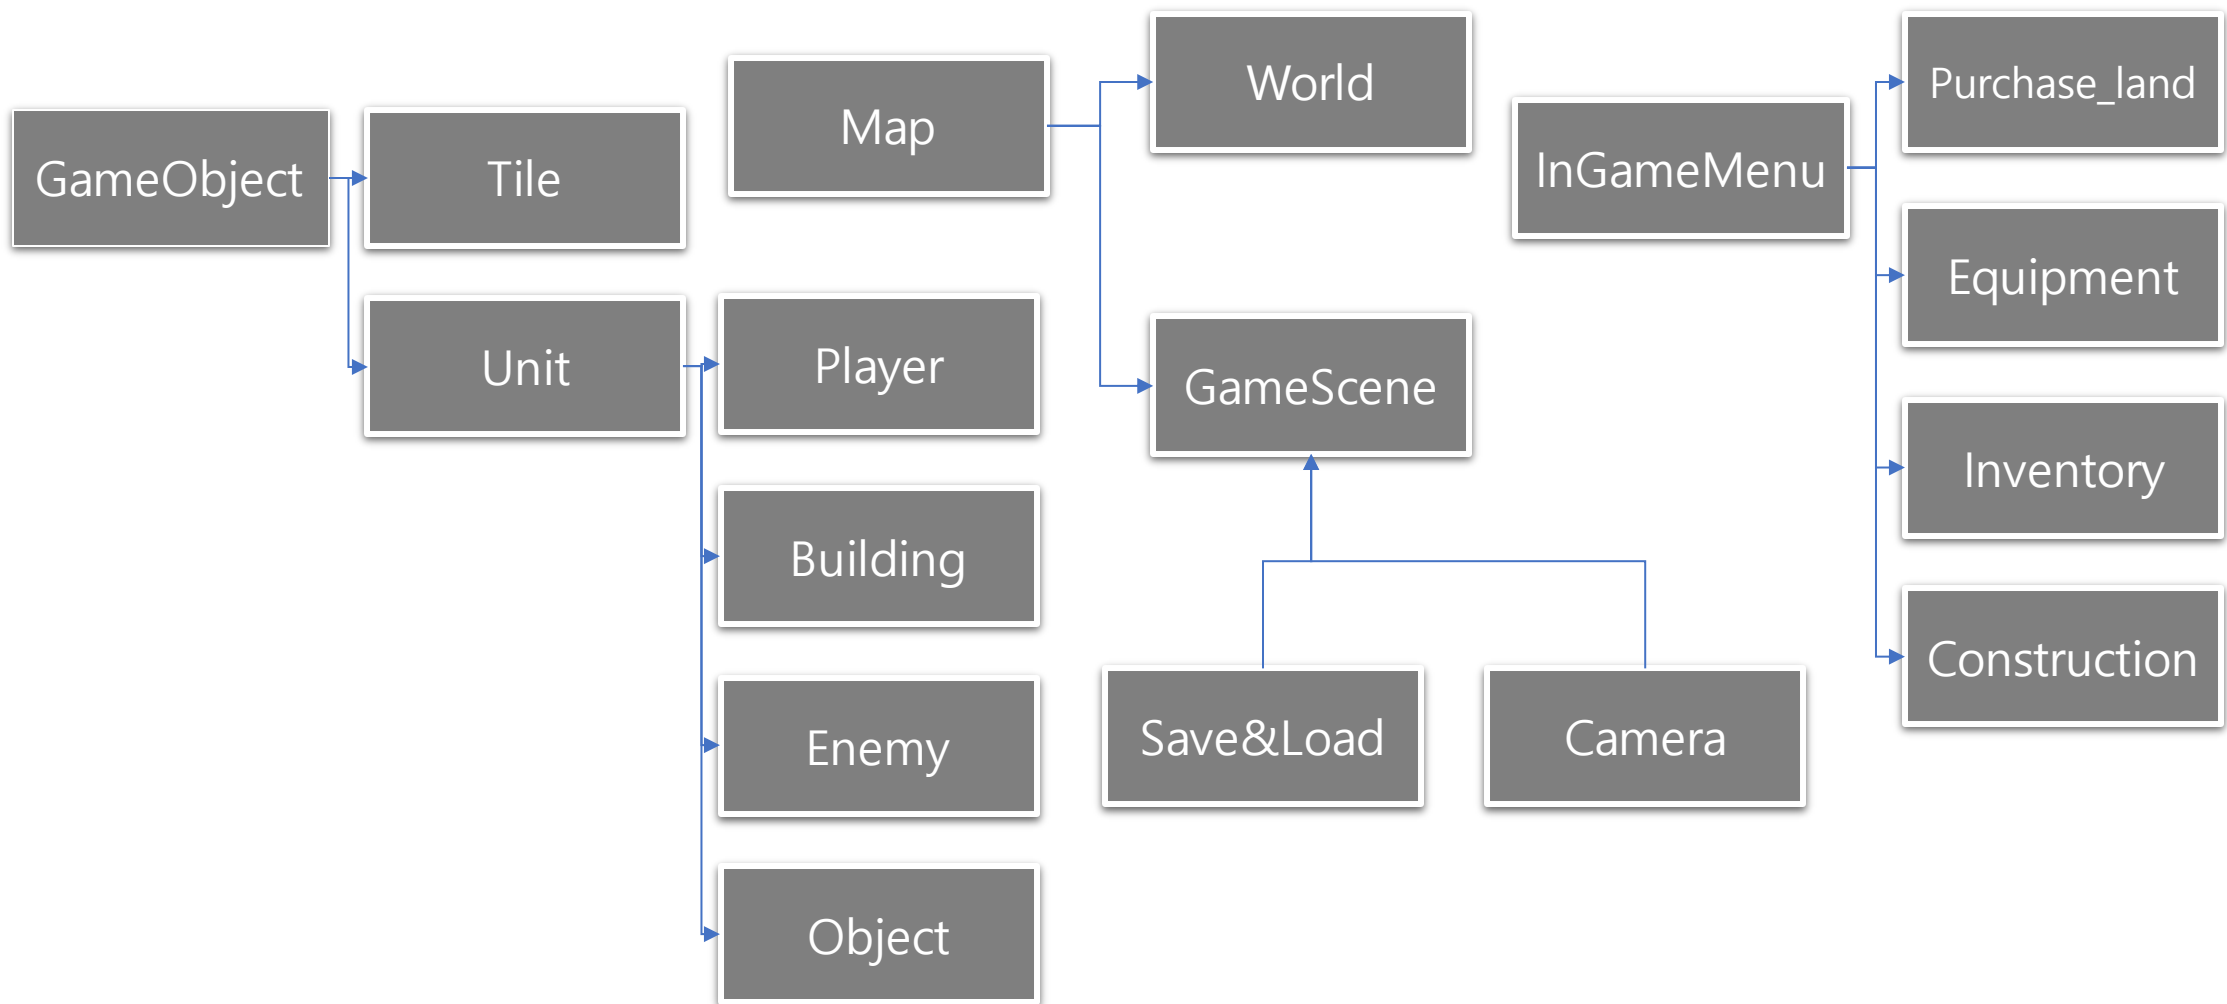 GameObject
Tile
Unit
Player
Building
Enemy
Object
Map
World
GameScene
Save&Load
Camera
InGameMenu
Purchase_land
Equipment
Inventory
Construction